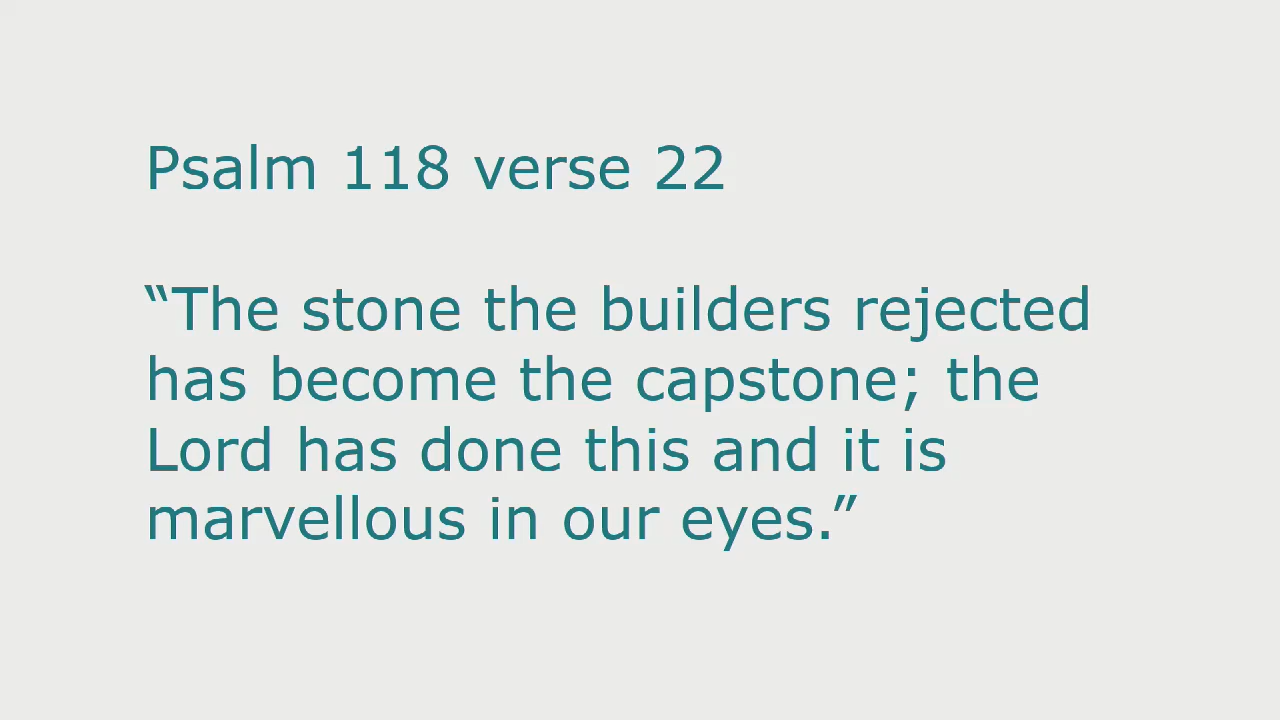 Psalm 118 verse 22
“The stone the builders rejected
has become the capstone; the
Lord has done this and it is
marvellous in our eyes.”